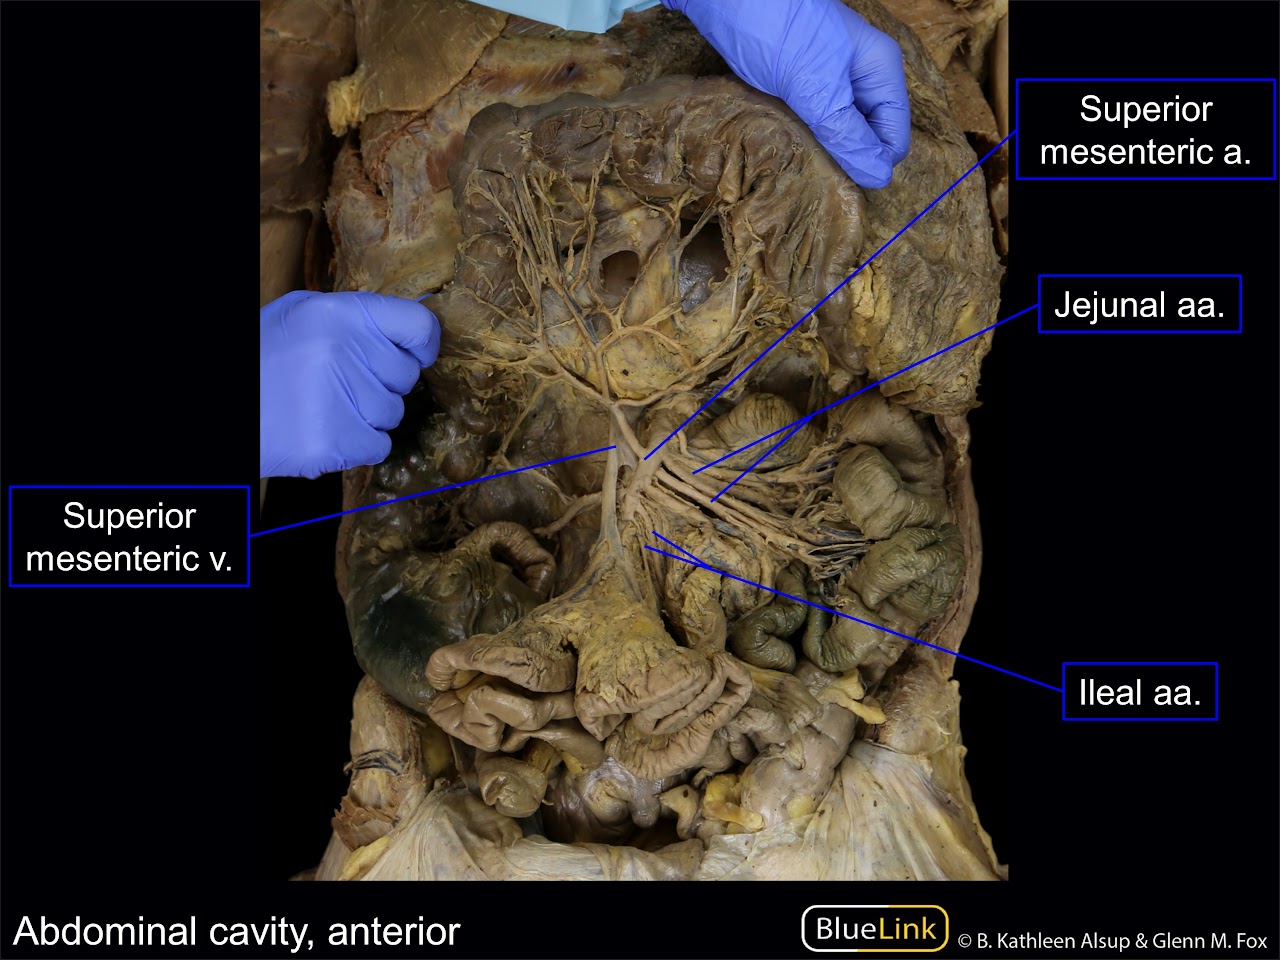 Superior
mesenteric a.
Jejunal aa.
Superior
mesenteric v.
Ileal aa.
Abdominal cavity, anterior
BlueLink
© B. Kathleen Alsup & Glenn M. Fox